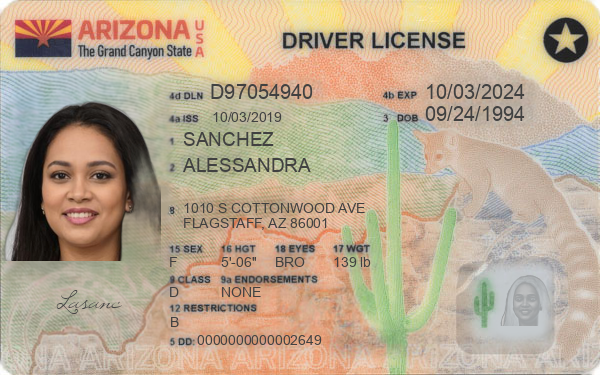 ARIZONA USA
The Grand Canyon State
DRIVER LICENSE
4d DLN D97054940
4b EXP 10/03/2024
4a ISS 10/03/2019
3 DOB 09/24/1994
1 SANCHEZ
2 ALESSANDRA
8 1010 S COTTONWOOD AVE
FLAGSTAFF, AZ 86001
15 SEX 16 HGT 18 EYES 17 WGT
F 5'-06" BRO 139 lb
9 CLASS 9a ENDORSEMENTS
D NONE
12 RESTRICTIONS
B
5 DD: 0000000000002649
ARIZONA ARIZONA ARIZONA ARIZONA